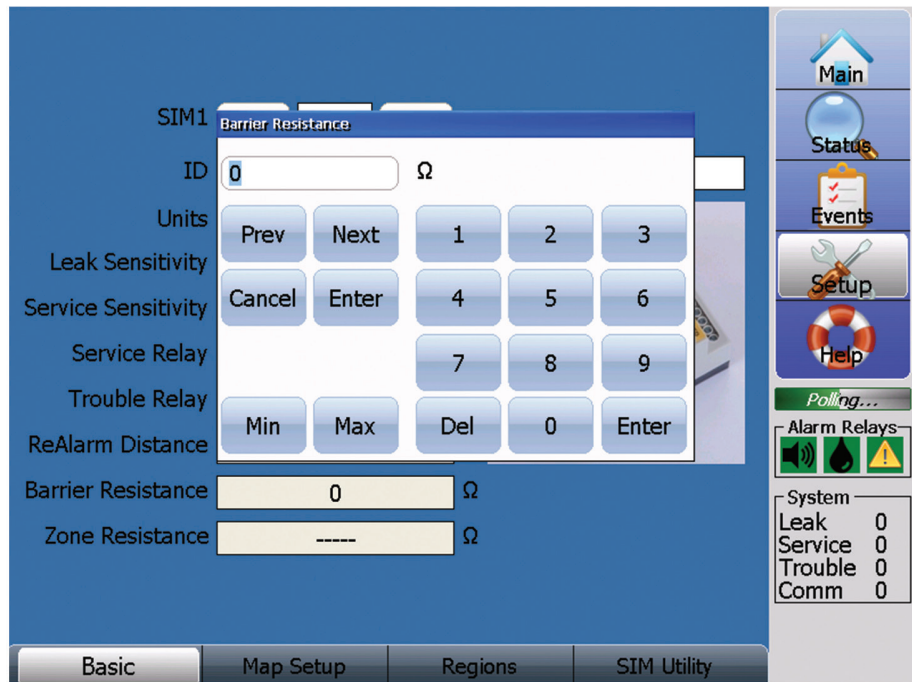 SIM1
Barrier Resistance
ID 0 Ω
Units
Leak Sensitivity
Service Sensitivity
Service Relay
Trouble Relay
ReAlarm Distance
Prev Next 1 2 3
Cancel Enter 4 5 6
7 8 9
Min Max Del 0 Enter
Barrier Resistance 0 Ω
Zone Resistance ----- Ω
Basic Map Setup Regions SIM Utility
Main
Status
Events
Setup
Help
Polling...
Alarm Relays
System
Leak 0
Service 0
Trouble 0
Comm 0